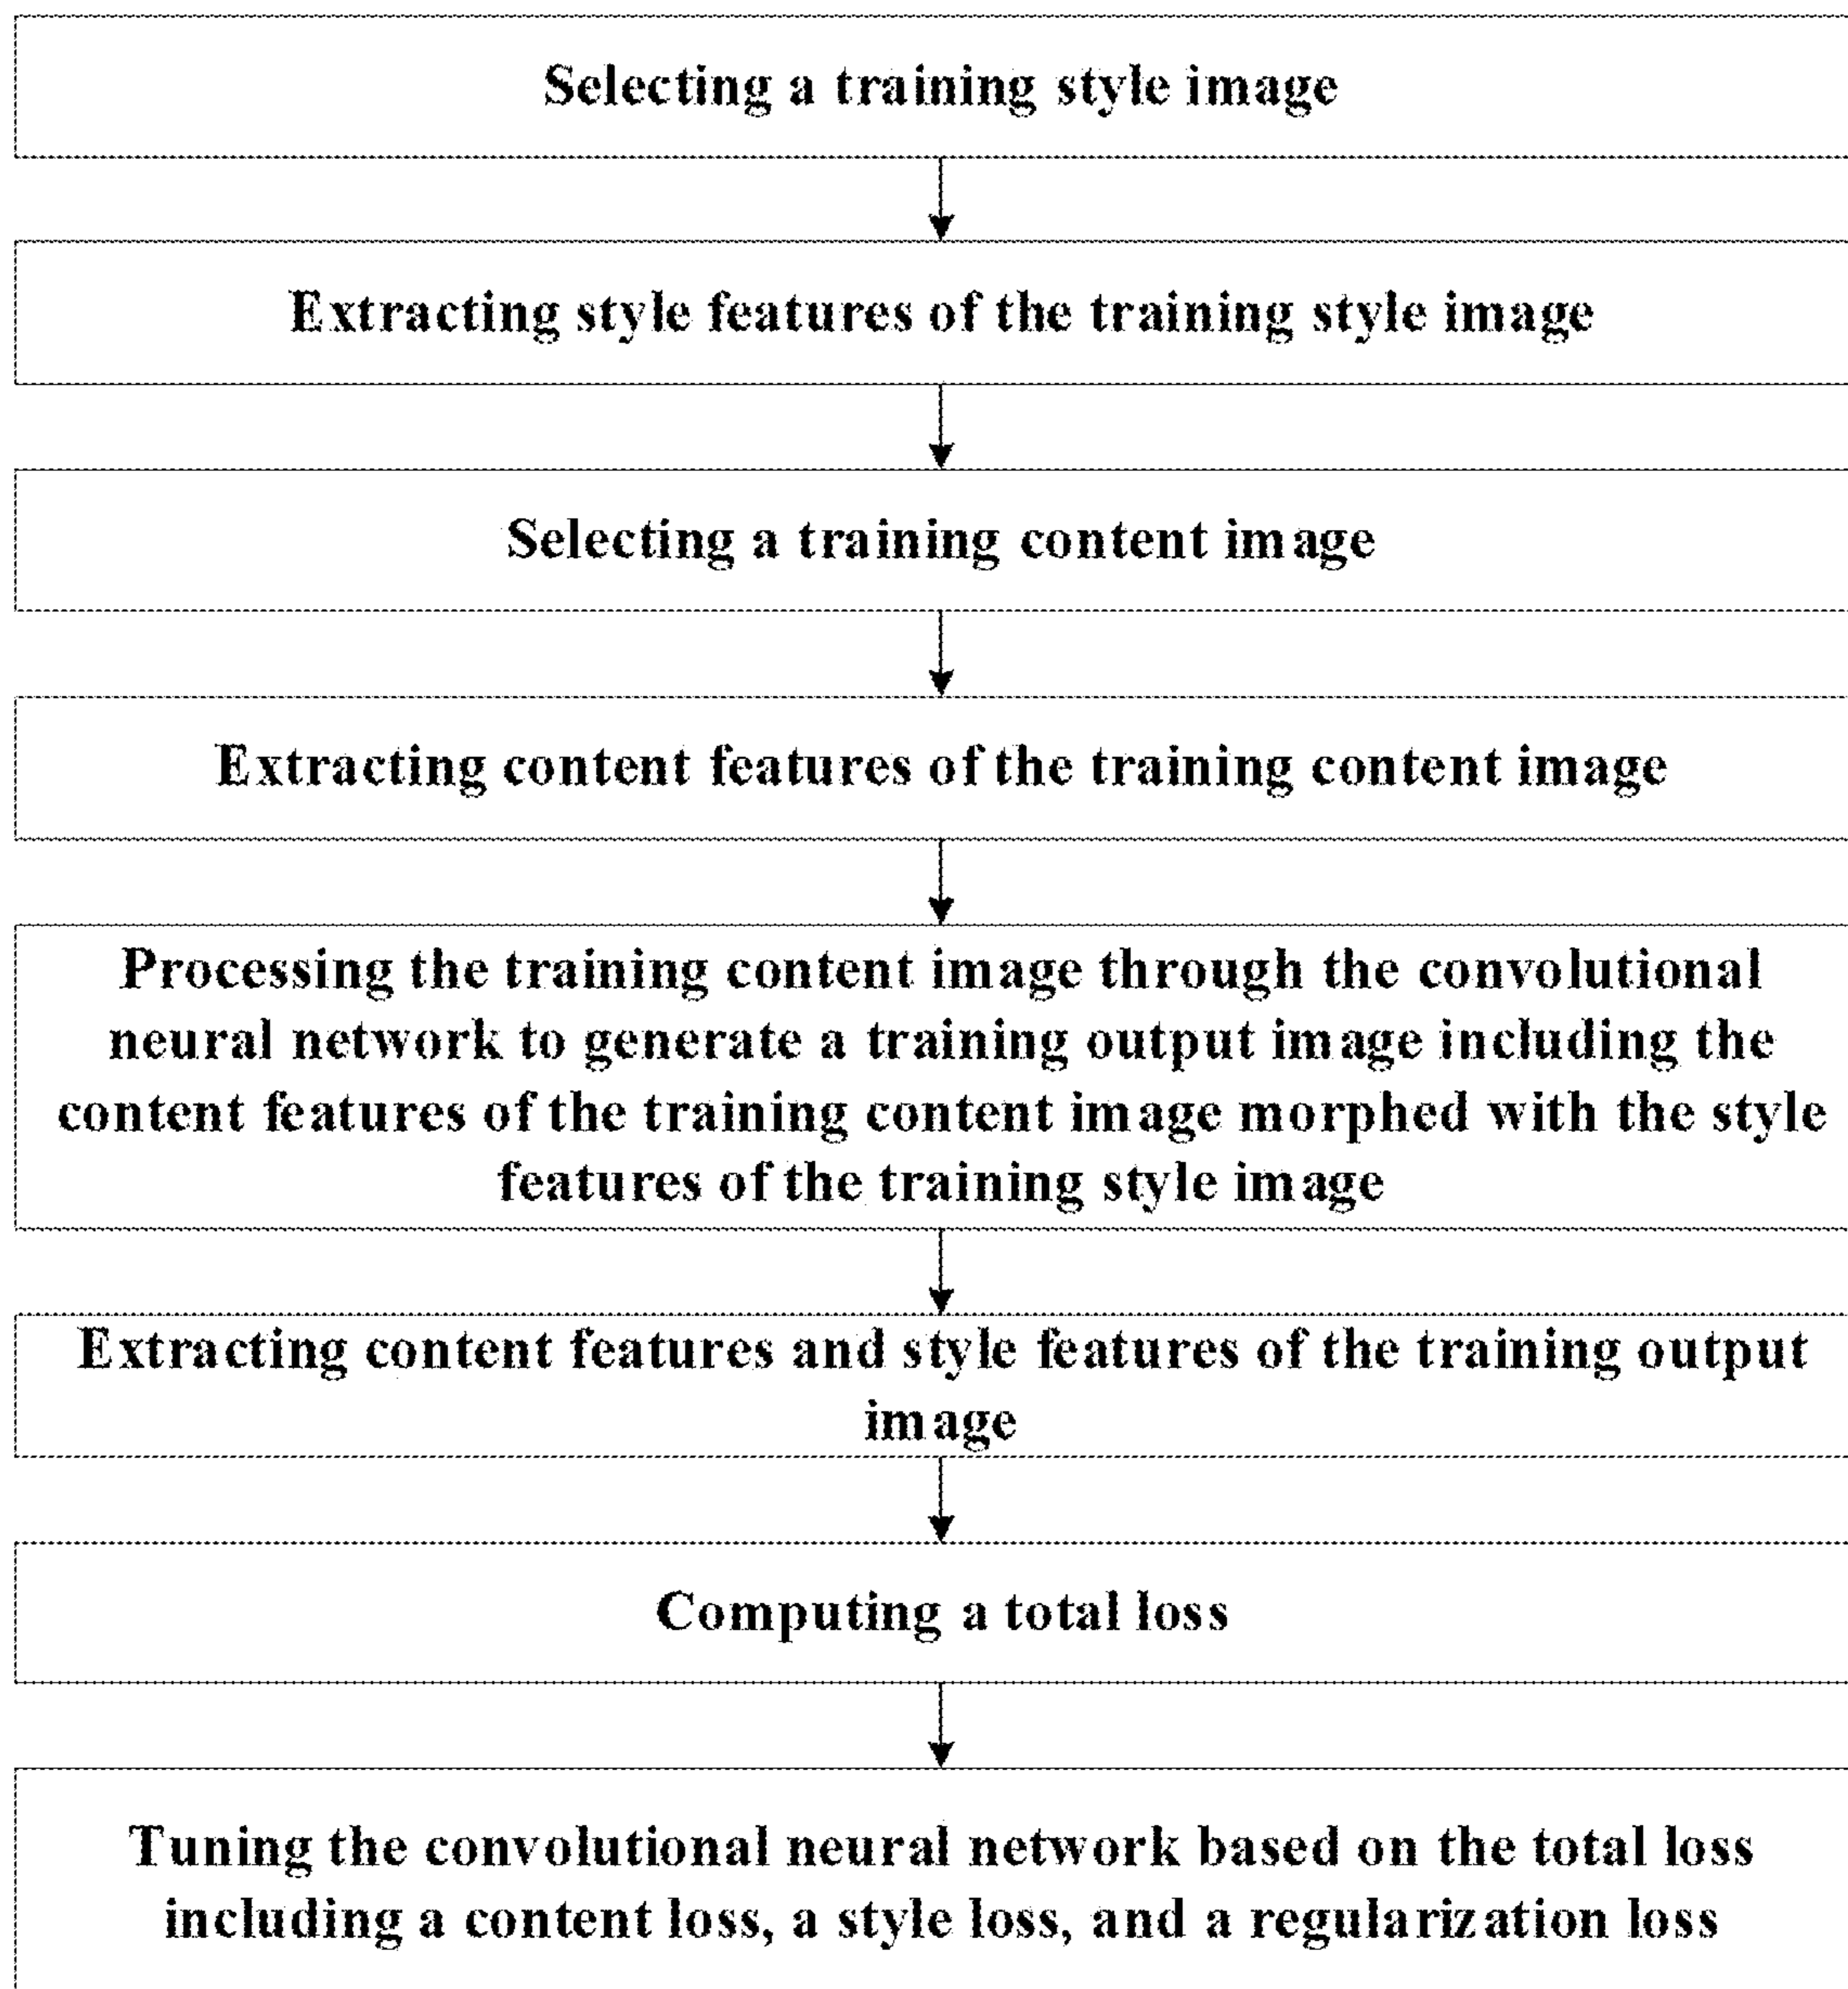 Selecting a training style image
Extracting style features of the training style image
Selecting a training content image
Extracting content features of the training content image
Processing the training content image through the convolutional
neural network to generate a training output image including the
content features of the training content image morphed with the style
features of the training style image
Extracting content features and style features of the training output
image
Computing a total loss
Tuning the convolutional neural network based on the total loss
including a content loss, a style loss, and a regularization loss